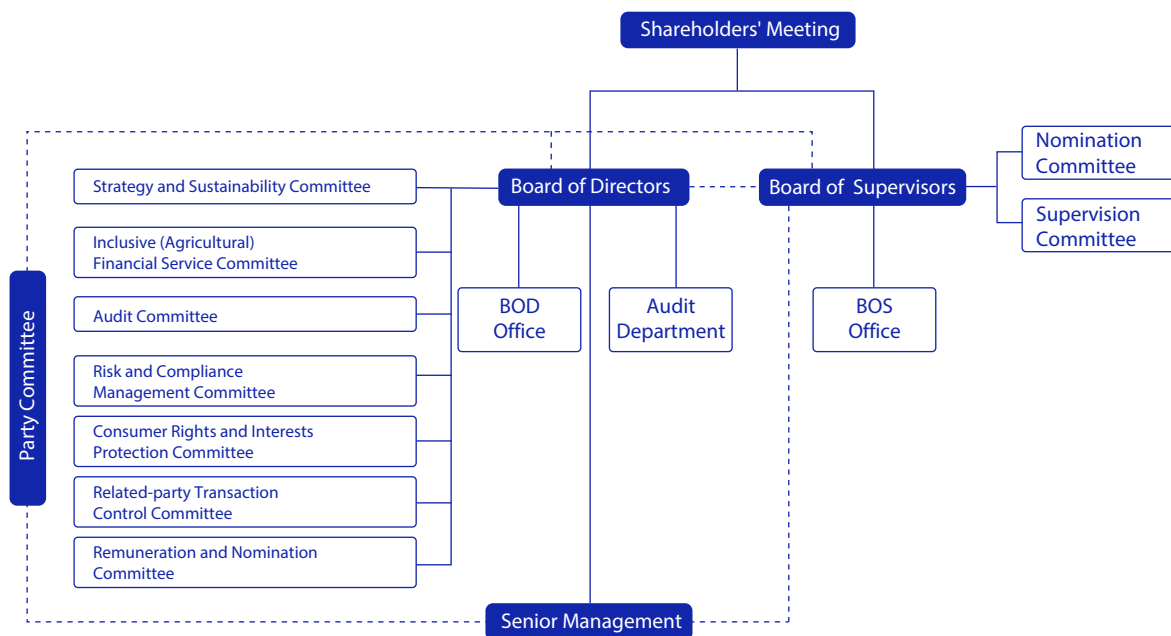 Shareholders' Meeting
Nomination
Committee
Strategy and Sustainability Committee
Board of Directors
Board of Supervisors
Supervision
Committee
Inclusive (Agricultural)
Financial Service Committee
Party Committee
Audit Committee
BOD
Office
Audit
Department
BOS
Office
Risk and Compliance
Management Committee
Consumer Rights and Interests
Protection Committee
Related-party Transaction
Control Committee
Remuneration and Nomination
Committee
Senior Management